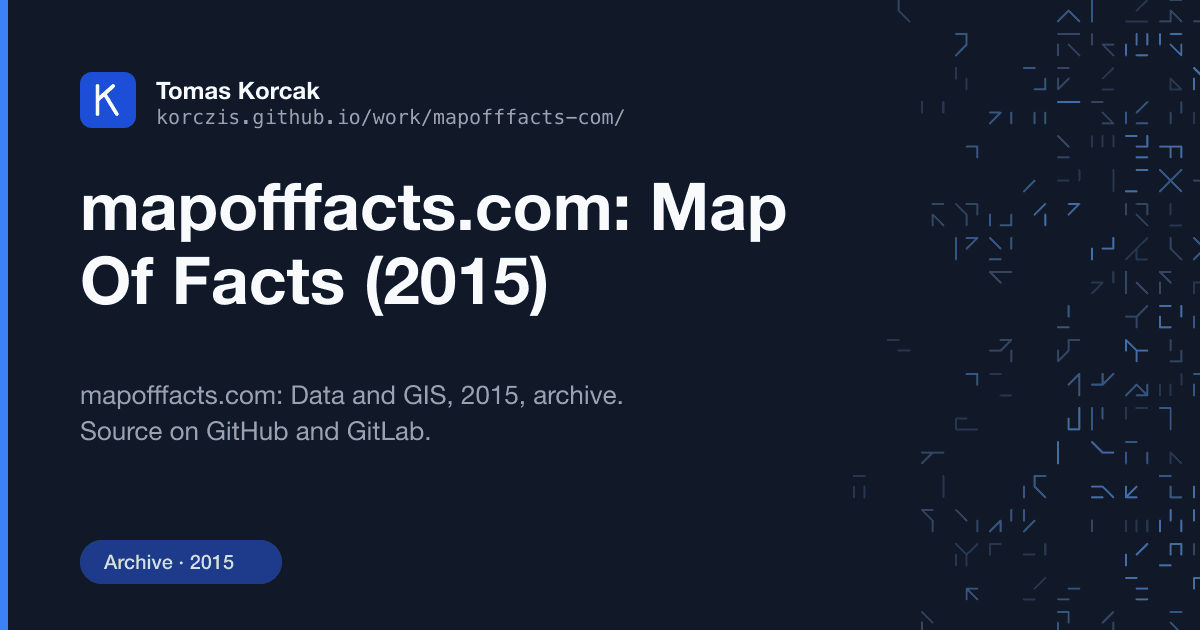 K
Tomas Korcak
korczis.github.io/work/mapofffacts-com/
mapofffacts.com: Map
Of Facts (2015)
mapofffacts.com: Data and GIS, 2015, archive.
Source on GitHub and GitLab.
Archive · 2015